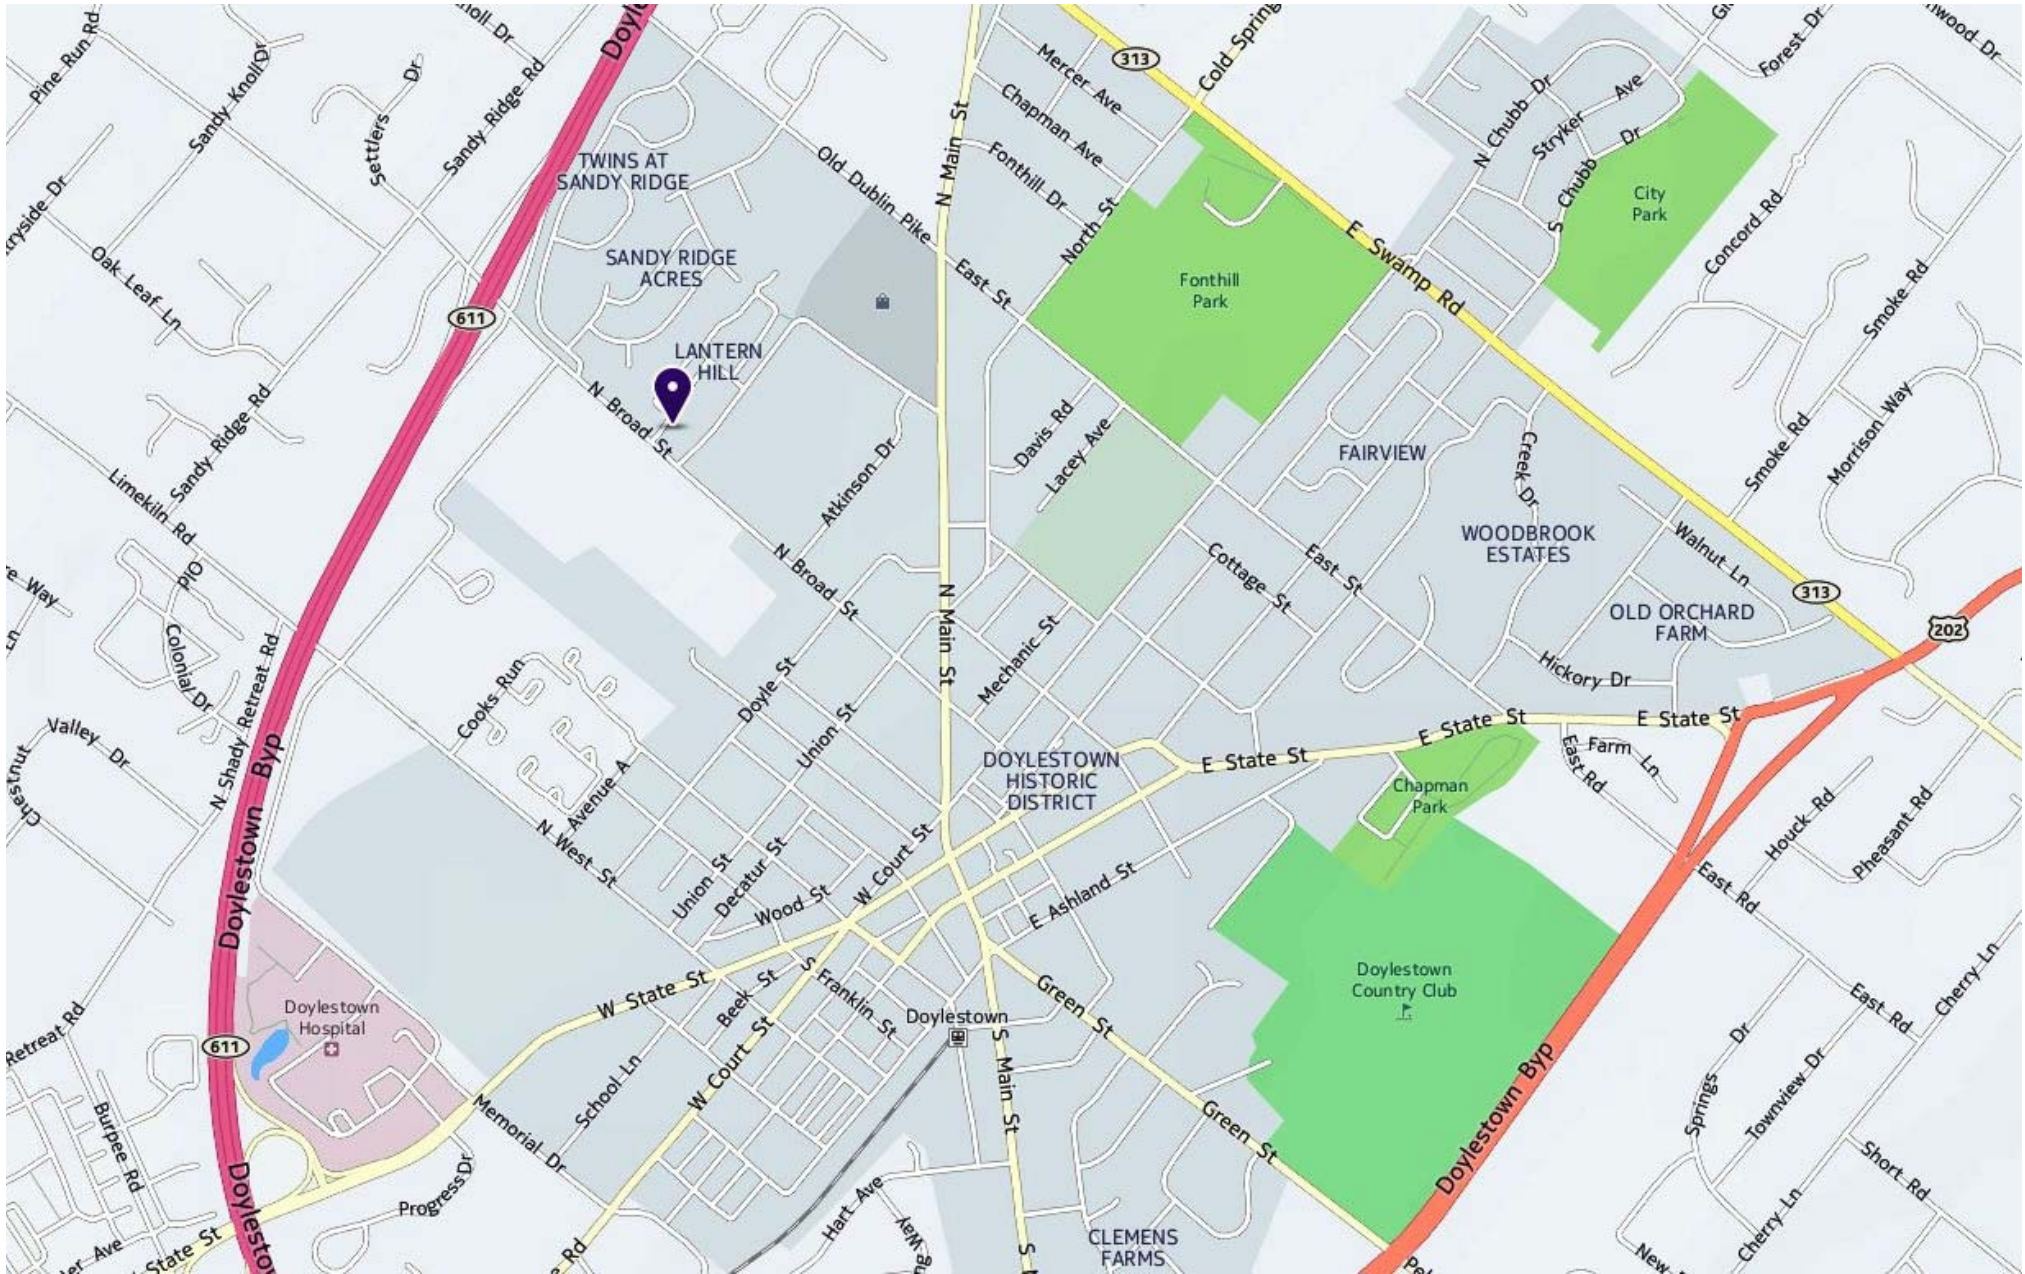 Pine Run Rd
Sandy Knoll Dr
Settlers Dr
Sandy Ridge Rd
Mercer Ave
313
Cold Spring
N Chubb Dr
Stryker Ave
S Chubb Dr
Forest Dr
Chapman Ave
N Main St
TWINS AT
SANDY RIDGE
Old Dublin Pike
Fonthill Dr
North St
City
Park
Concord Rd
Oak Leaf Ln
SANDY RIDGE
ACRES
East St
Fonthill
Park
E Swamp Rd
Smoke Rd
611
LANTERN
HILL
N Broad St
Sandy Ridge Rd
Davis Rd
Lacey Ave
FAIRVIEW
Creek Dr
Smoke Rd
Morrison Way
Limekiln Rd
Atkinson Dr
WOODBROOK
ESTATES
Walnut Ln
N Broad St
Cottage St
East St
PIO
313
OLD ORCHARD
FARM
202
N Main St
Colonial Dr
N Shady Retreat Rd
Mechanic St
Hickory Dr
Cooks Run
Doyle St
Union St
E State St
E State St
Valley Dr
Chestnut
Doylestown Byp
DOYLESTOWN
HISTORIC
DISTRICT
E State St
East Rd
Farm Ln
Chapman
Park
Avenue A
N West St
Union St
Decatur St
W Court St
Wood St
E Ashland St
Houck Rd
Pheasant Rd
East Rd
Doylestown
Country Club
Doylestown
Hospital
W State St
Beek St
S Franklin St
Doylestown
Green St
East Rd
Cherry Ln
Retreat Rd
611
School Ln
W Court St
S Main St
Green St
Doylestown Byp
Springs Dr
Townview Dr
Burpee Rd
Memorial Dr
Progress Dr
Hart Ave
Short Rd
Cherry Ln
State St
CLEMENS
FARMS